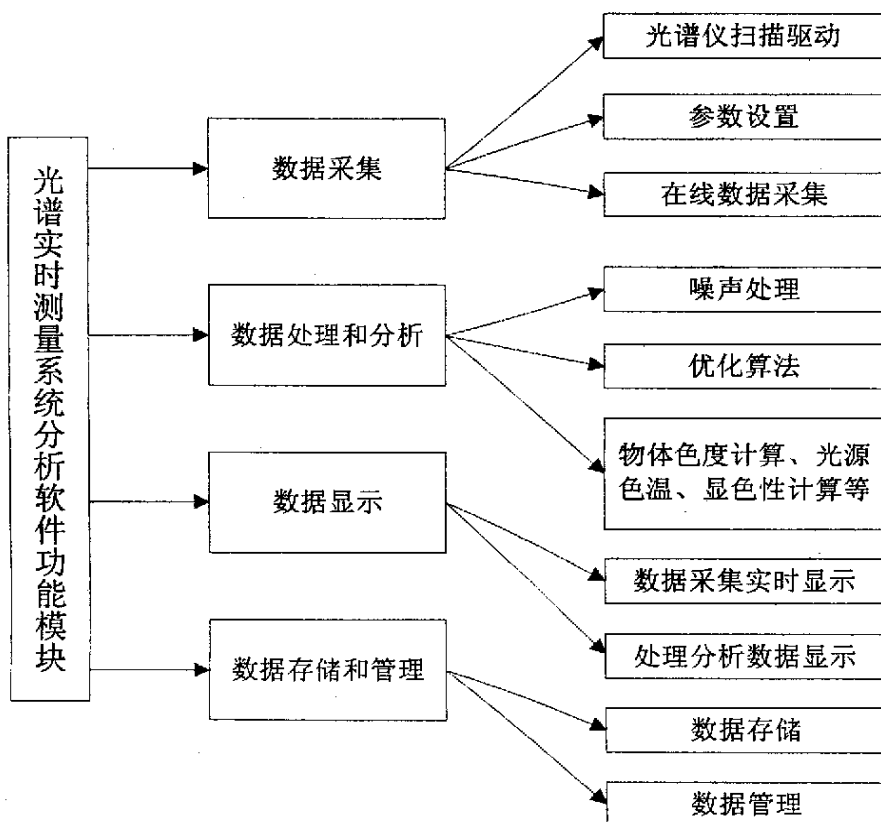 光谱实时测量系统分析软件功能模块
数据采集
光谱仪扫描驱动
参数设置
在线数据采集
数据处理和分析
噪声处理
优化算法
物体色度计算、光源
色温、显色性计算等
数据显示
数据采集实时显示
处理分析数据显示
数据存储和管理
数据存储
数据管理